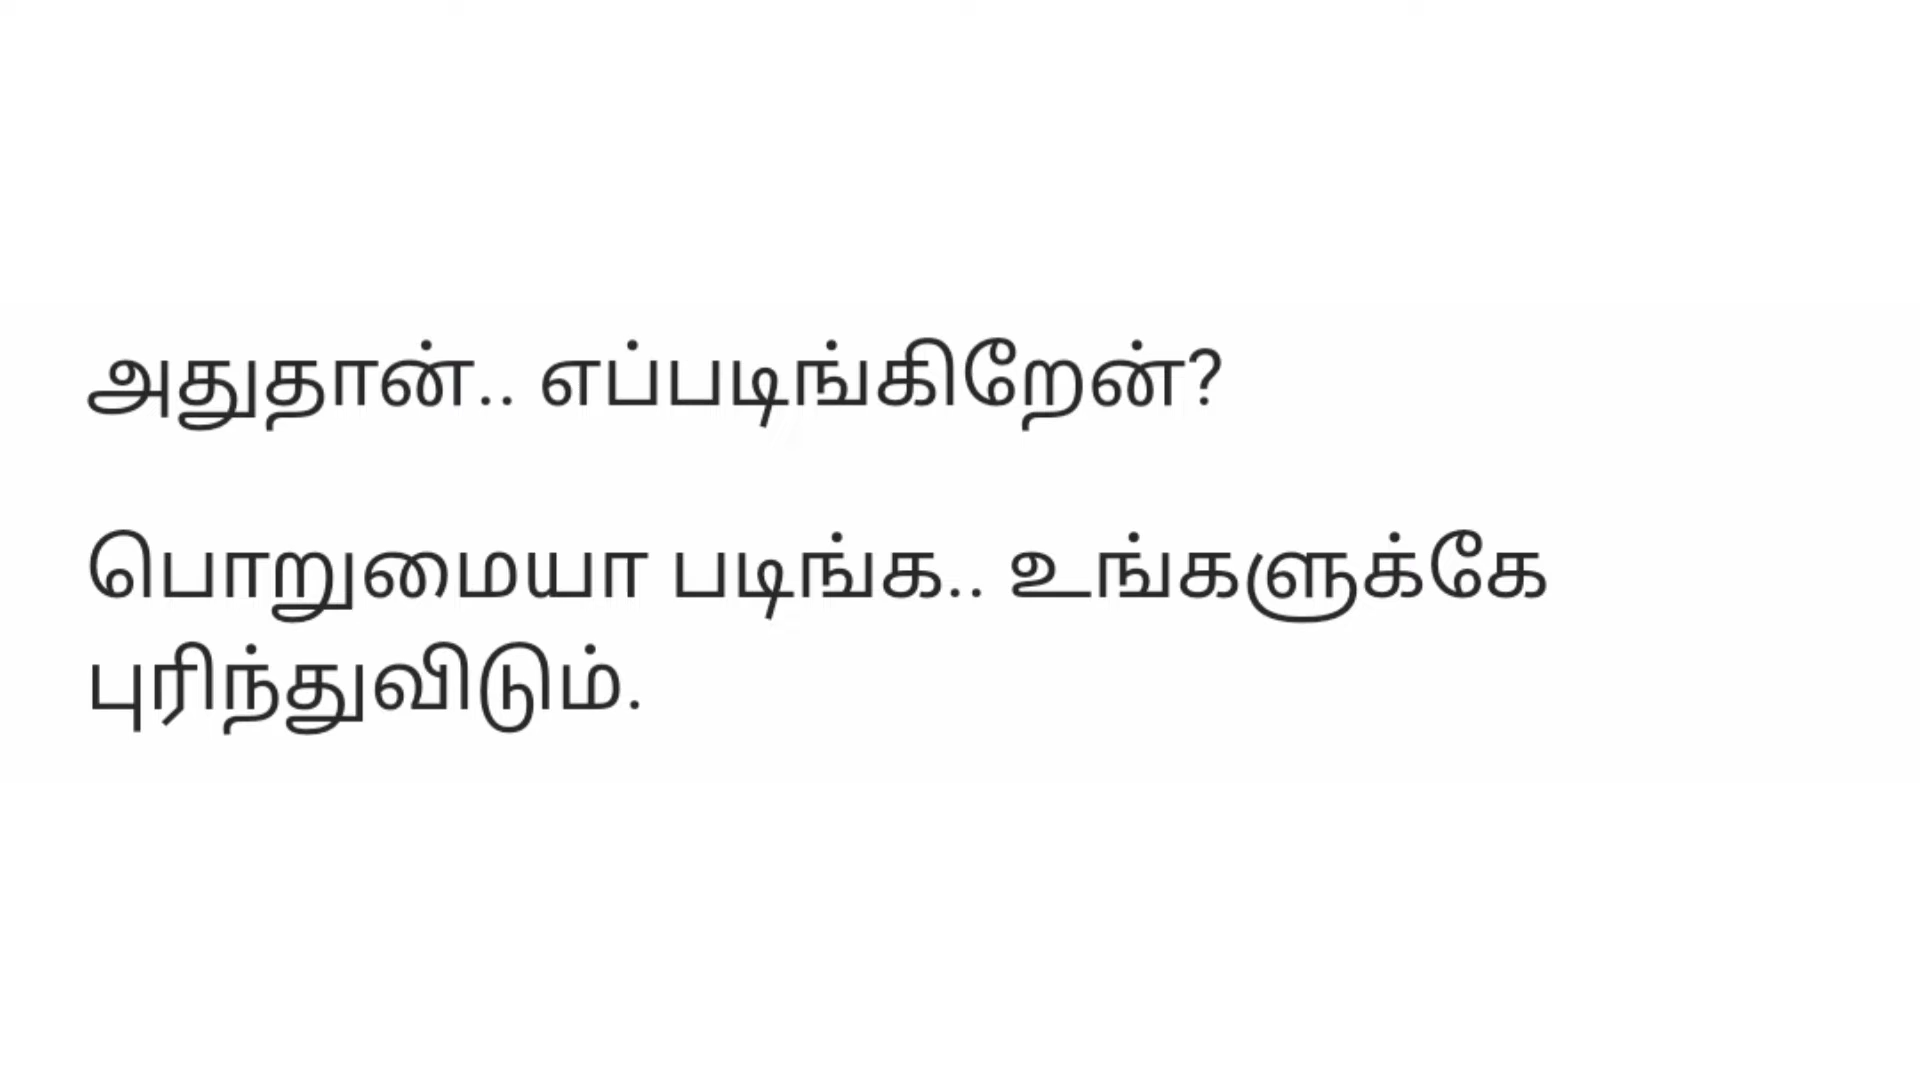 அதுதான்.. எப்படிங்கிறேன்?
பொறுமையா படிங்க.. உங்களுக்கே
புரிந்துவிடும்.